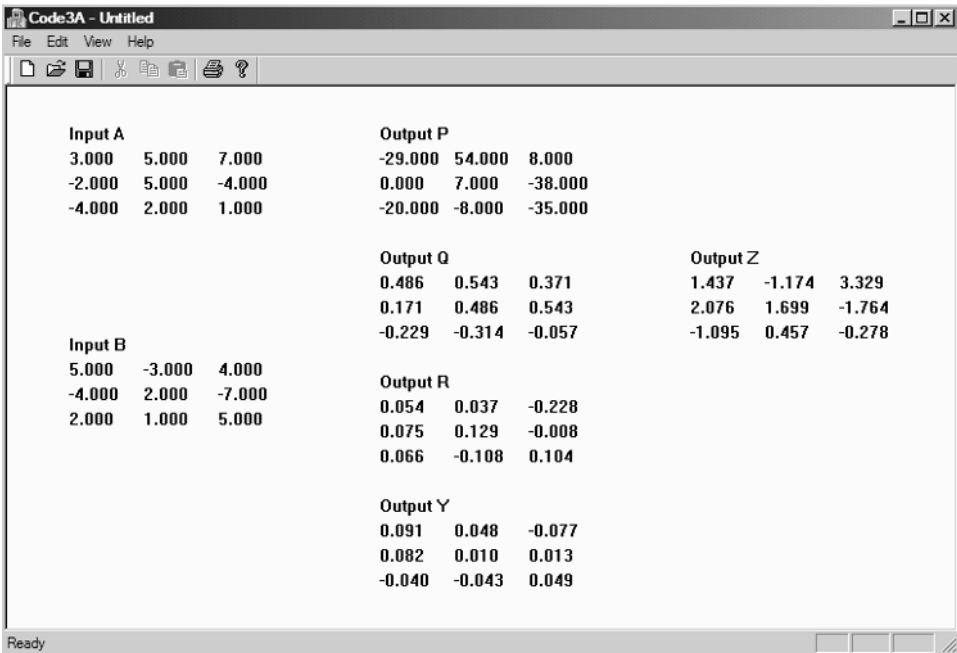 Code3A - Untitled
File Edit View Help
Input A
3.000 5.000 7.000
-2.000 5.000 -4.000
-4.000 2.000 1.000
Input B
5.000 -3.000 4.000
-4.000 2.000 -7.000
2.000 1.000 5.000
Output P
-29.000 54.000 8.000
0.000 7.000 -38.000
-20.000 -8.000 -35.000
Output Q
0.486 0.543 0.371
0.171 0.486 0.543
-0.229 -0.314 -0.057
Output R
0.054 0.037 -0.228
0.075 0.129 -0.008
0.066 -0.108 0.104
Output Y
0.091 0.048 -0.077
0.082 0.010 0.013
-0.040 -0.043 0.049
Output Z
1.437 -1.174 3.329
2.076 1.699 -1.764
-1.095 0.457 -0.278
Ready